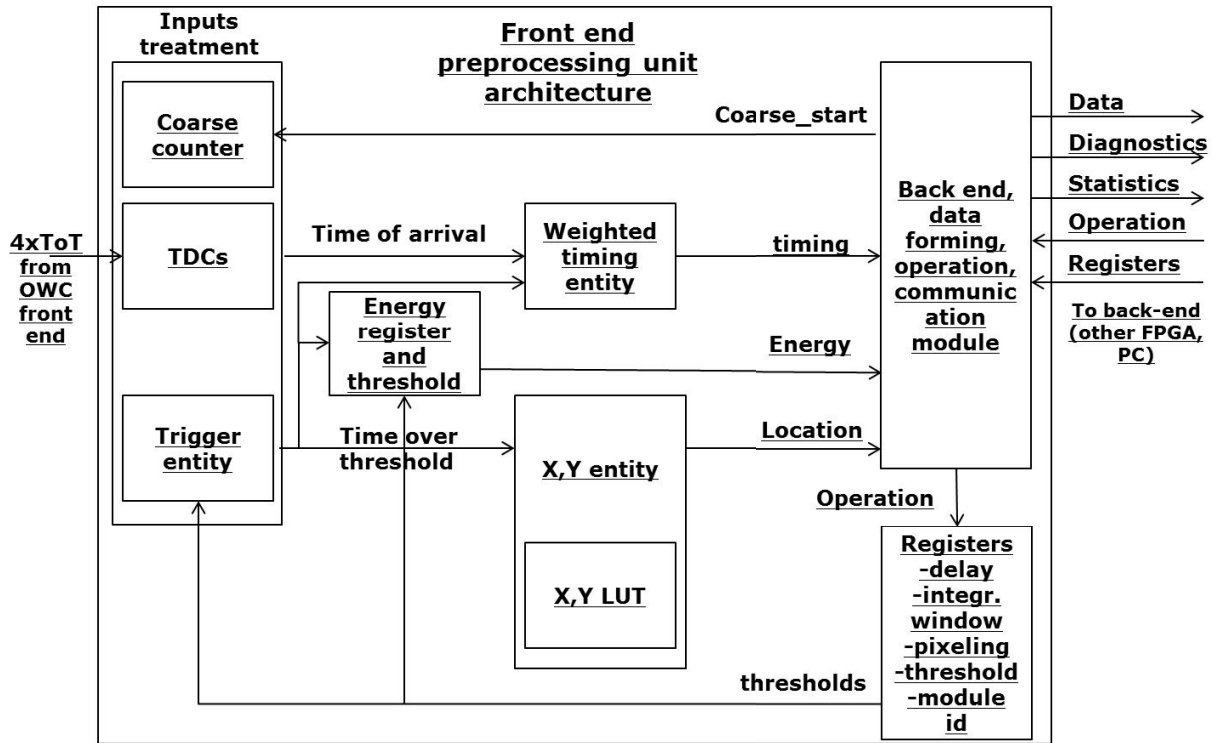 Inputs
treatment
Front end
preprocessing unit
architecture
Coarse
counter
Coarse_start
Data
Diagnostics
Statistics
Operation
Registers
To back-end
(other FPGA,
PC)
4xToT
from
OWC
front
end
TDCs
Time of arrival
Weighted
timing
entity
timing
Back end,
data
forming,
operation,
communic
ation
module
Energy
register
and
threshold
Energy
Trigger
entity
Time over
threshold
X,Y entity
X,Y LUT
Location
Operation
Registers
-delay
-integr.
window
-pixeling
-threshold
-module
id
thresholds